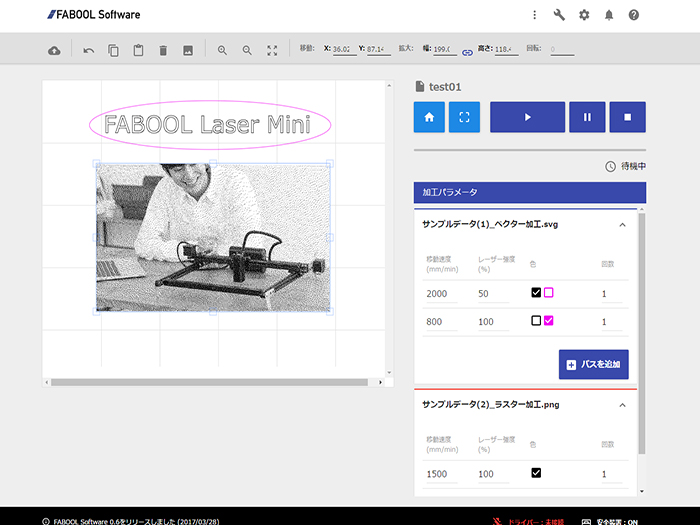 FABOOL Software
移動: X: 36.02 Y: 87.14 拡大: 幅: 199.0 高さ: 118.4 回転: 0
FABOOL Laser Mini
test01
待機中
加工パラメータ
サンプルデータ(1)_ベクター加工.svg
移動速度 (mm/min) レーザー強度 (%) 色 回数
2000 50 1
800 100 1
パスを追加
サンプルデータ(2)_ラスター加工.png
移動速度 (mm/min) レーザー強度 (%) 色 回数
1500 100 1
FABOOL Software 0.6をリリースしました (2017/03/28)
ドライバー : 未接続 安全装置 : ON